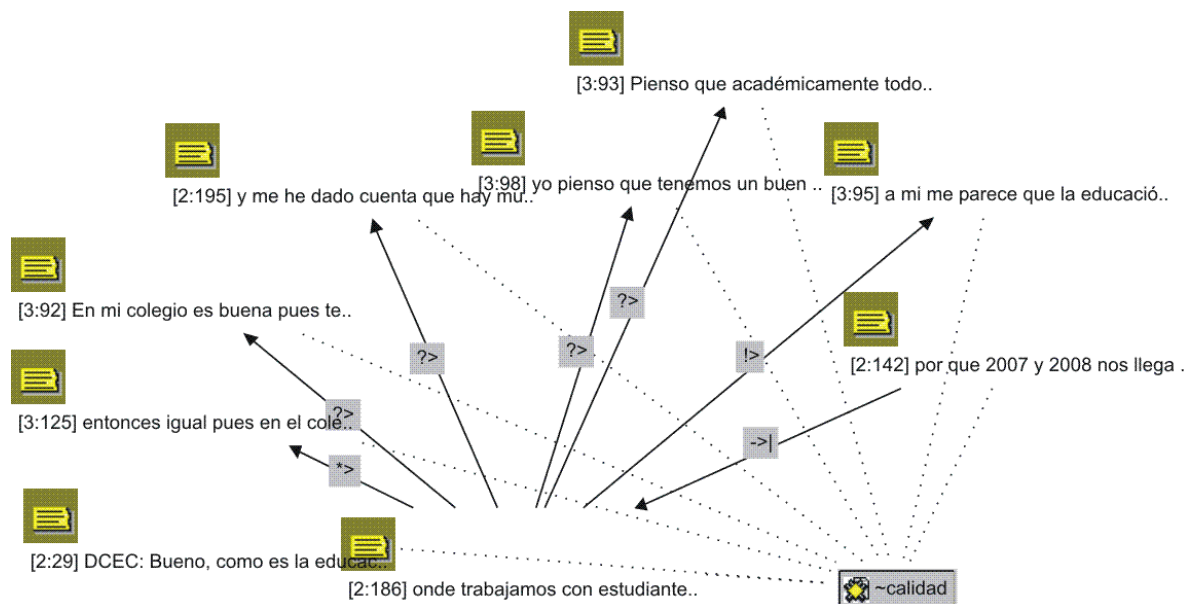 [3:93] Pienso que académicamente todo..
[3:98] yo pienso que tenemos un buen ..
[2:195] y me he dado cuenta que hay mu..
[3:95] a mi me parece que la educació..
[3:92] En mi colegio es buena pues te..
?>
?>
?>
!>
[2:142] por que 2007 y 2008 nos llega .
[3:125] entonces igual pues en el cole..
?>
->|
*>
[2:29] DCEC: Bueno, como es la educac..
[2:186] onde trabajamos con estudiante..
~calidad